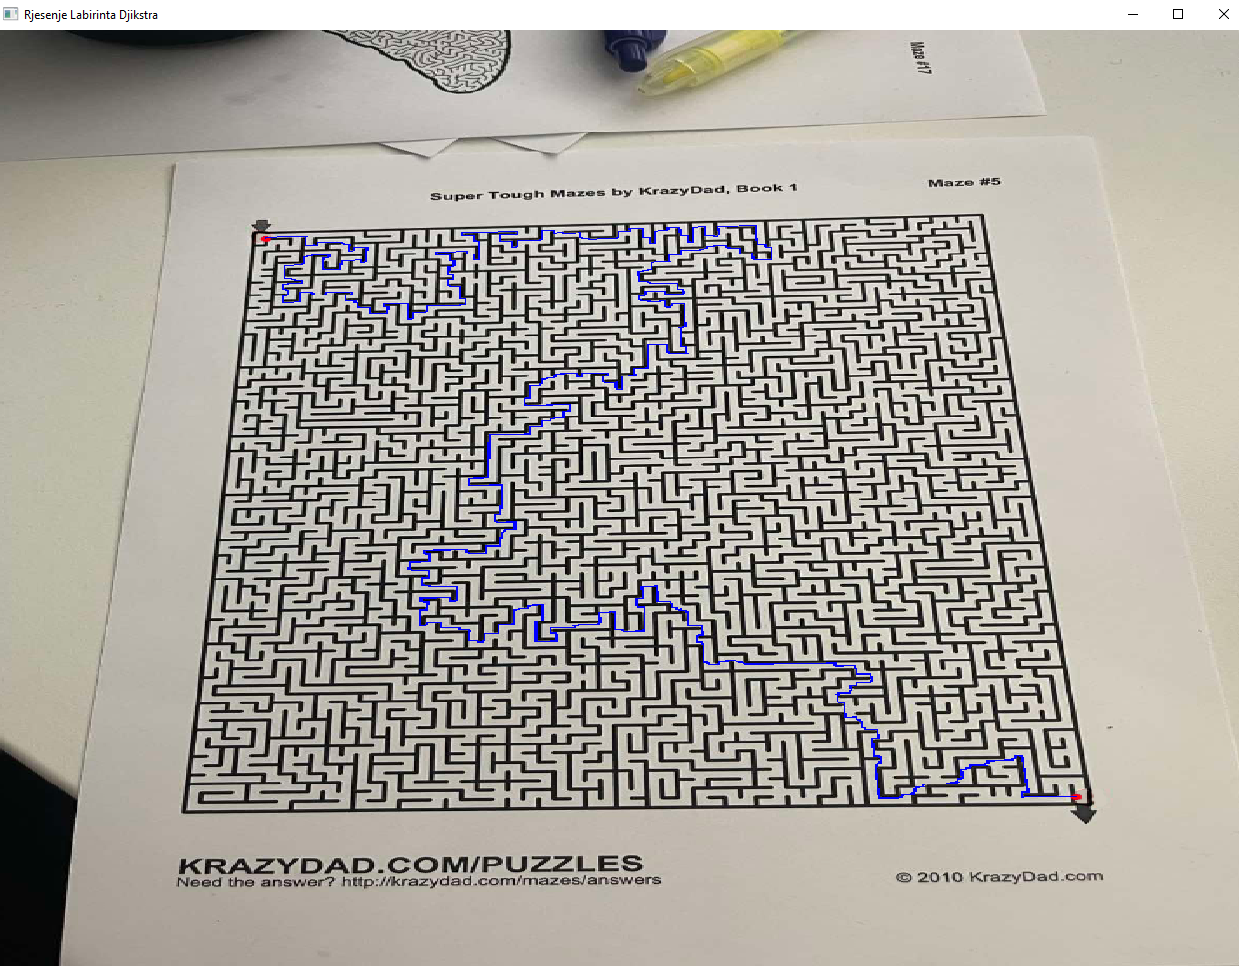 Rjesenje Labirinta Djikstra
Maze #17
Super Tough Mazes by KrazyDad, Book 1
Maze #5
KRAZYDAD.COM/PUZZLES
Need the answer? http://krazydad.com/mazes/answers
© 2010 KrazyDad.com